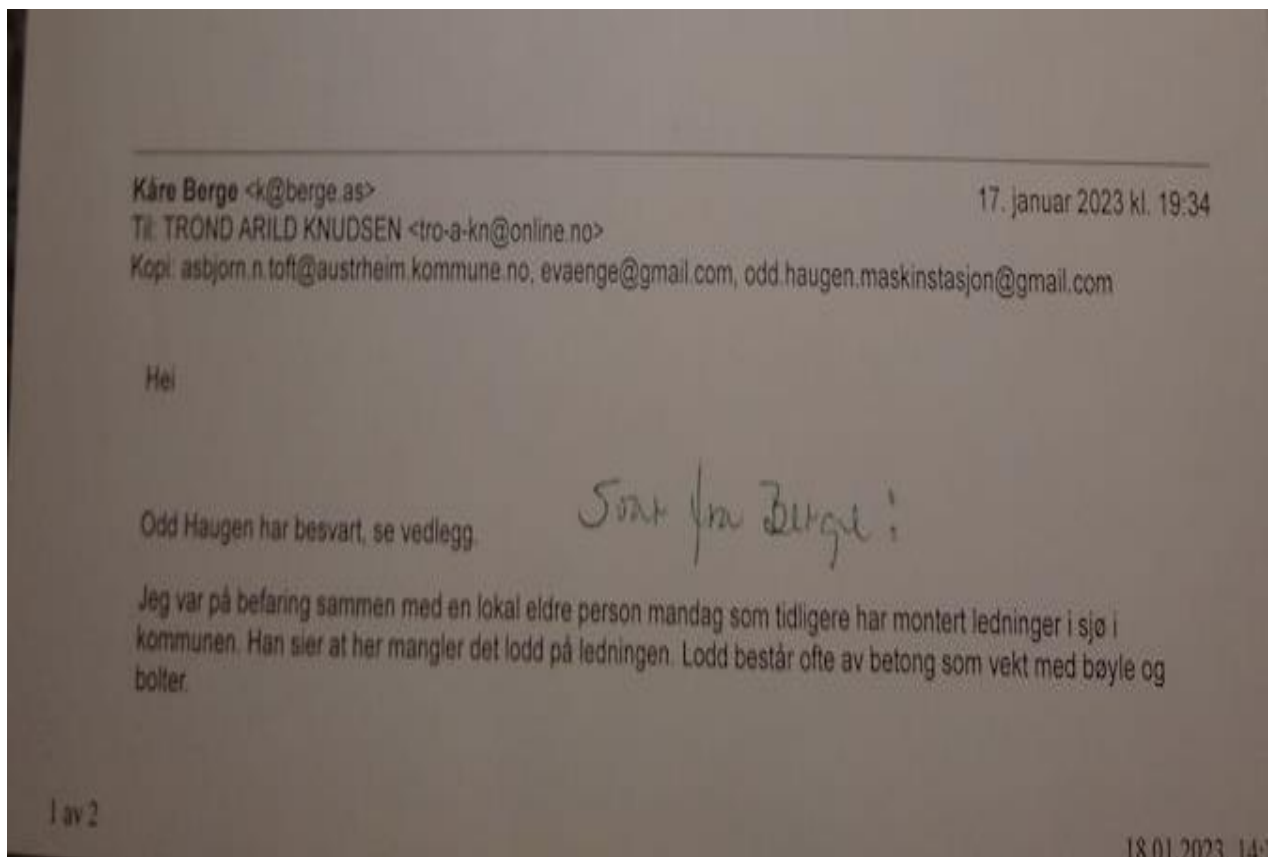 Kåre Berge <k@berge.as>
17. januar 2023 kl. 19:34
Til: TROND ARILD KNUDSEN <tro-a-kn@online.no>
Kopi: asbjorn.n.toft@austrheim.kommune.no, evaenge@gmail.com, odd.haugen.maskinstasjon@gmail.com
Hei
Svar fra Berge:
Odd Haugen har besvart, se vedlegg.
Jeg var på befaring sammen med en lokal eldre person mandag som tidligere har montert ledninger i sjø i
kommunen. Han sier at her mangler det lodd på ledningen. Lodd består ofte av betong som vekt med bøyle og
bolter.
1 av 2
18.01.2023, 14: